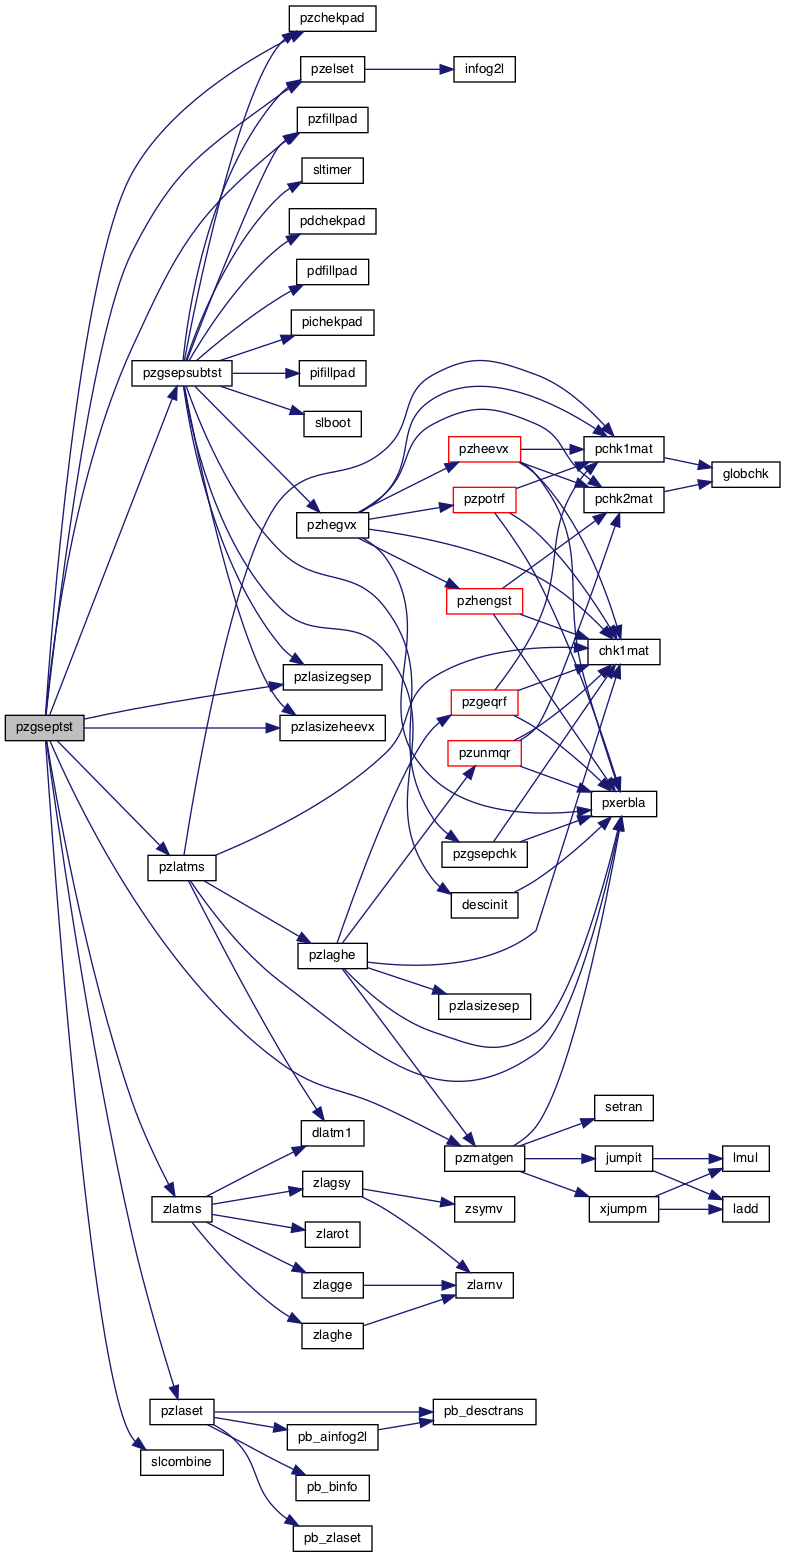 pzchekpad
pzelset
infog2l
pzfillpad
sltimer
pdchekpad
pdfillpad
pichekpad
pzgsepsubtst
pifillpad
slboot
pzheevx
pchk1mat
globchk
pzpotrf
pchk2mat
pzhegvx
pzhengst
chk1mat
pzlasizegsep
pzgeqrf
pzgseptst
pzlasizeheevx
pzunmqr
pxerbla
pzgsepchk
pzlatms
descinit
pzlaghe
pzlasizesep
setran
dlatm1
pzmatgen
jumpit
lmul
zlagsy
zlatms
zsymv
xjumpm
ladd
zlarot
zlagge
zlarnv
zlaghe
pzlaset
pb_desctrans
pb_ainfog2l
slcombine
pb_binfo
pb_zlaset